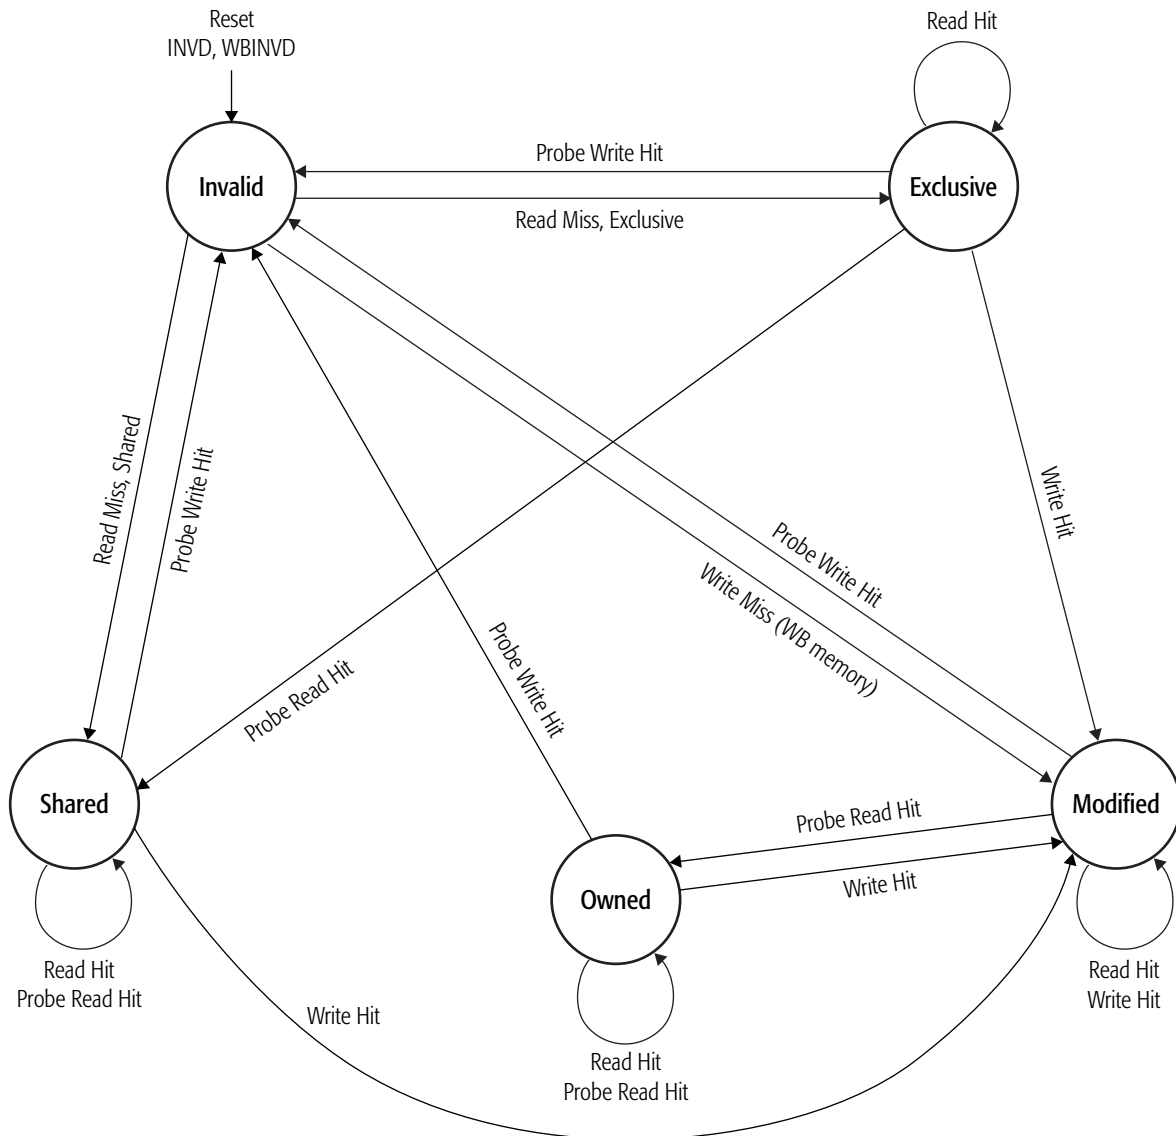 Reset
INVD, WBINVD
Read Hit
Probe Write Hit
Invalid
Exclusive
Read Miss, Exclusive
Read Miss, Shared
Probe Write Hit
Write Hit
Probe Write Hit
Write Miss (WB memory)
Probe Write Hit
Probe Read Hit
Shared
Modified
Probe Read Hit
Write Hit
Owned
Read Hit
Probe Read Hit
Read Hit
Write Hit
Write Hit
Read Hit
Probe Read Hit